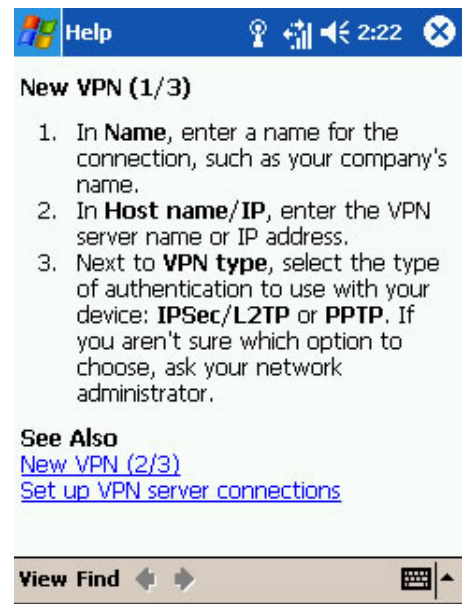 Help 2:22
New VPN (1/3)
1. In Name, enter a name for the
connection, such as your company's
name.
2. In Host name/IP, enter the VPN
server name or IP address.
3. Next to VPN type, select the type
of authentication to use with your
device: IPSec/L2TP or PPTP. If
you aren't sure which option to
choose, ask your network
administrator.
See Also
New VPN (2/3)
Set up VPN server connections
View Find